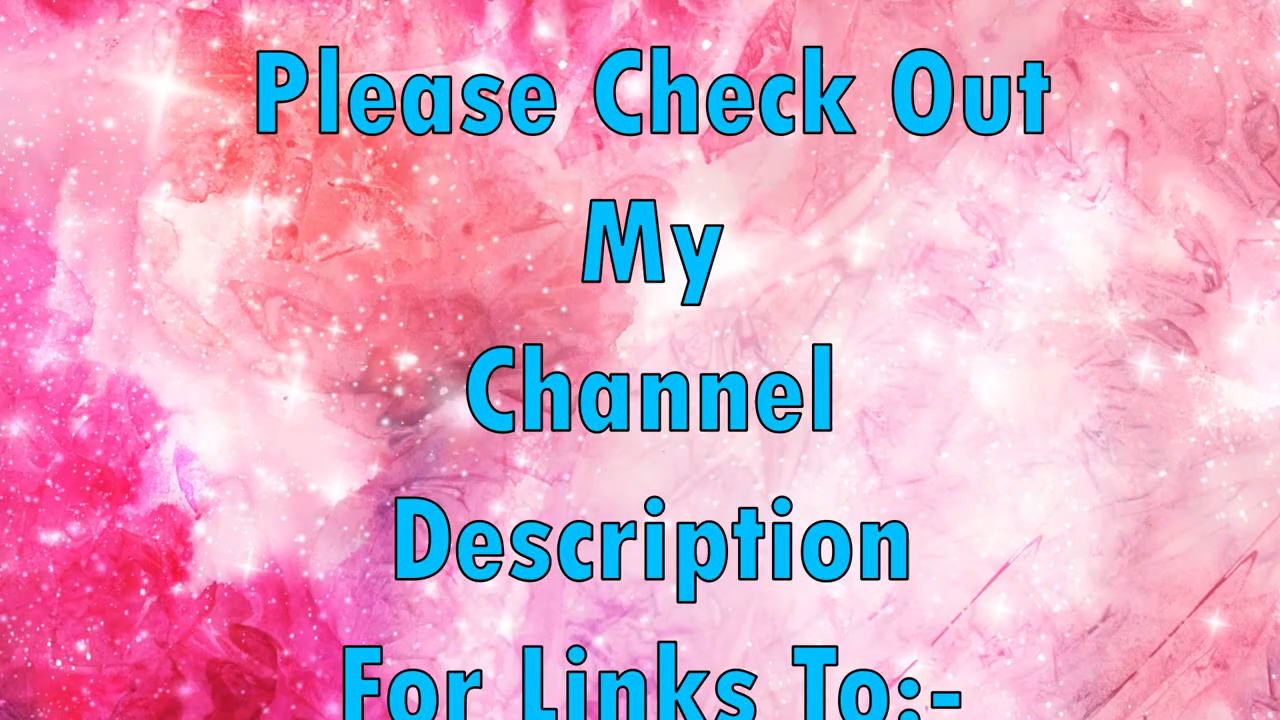 Please Check Out
My
Channel
Description
For Links To:-